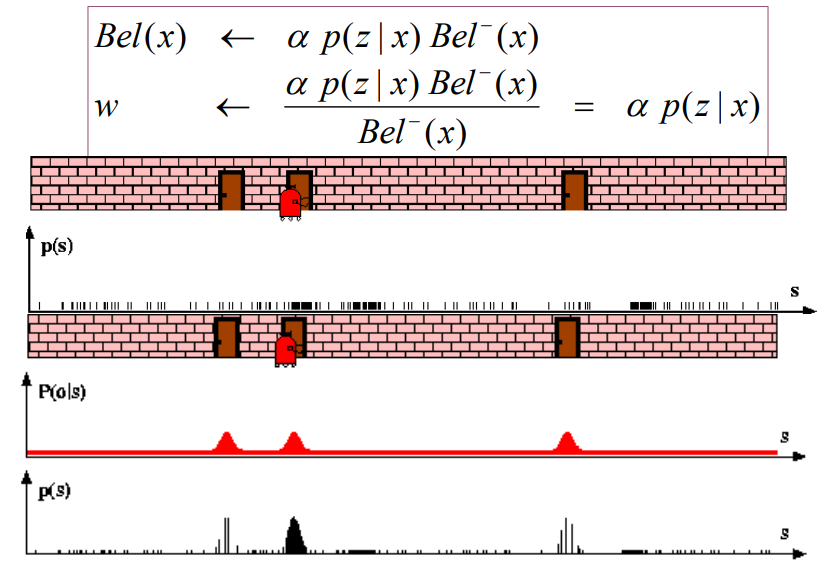 Bel(x) ← α p(z | x) Bel⁻(x)
w ← α p(z | x) Bel⁻(x) / Bel⁻(x) = α p(z | x)
p(s)
s
P(o|s)
s
p(s)
s